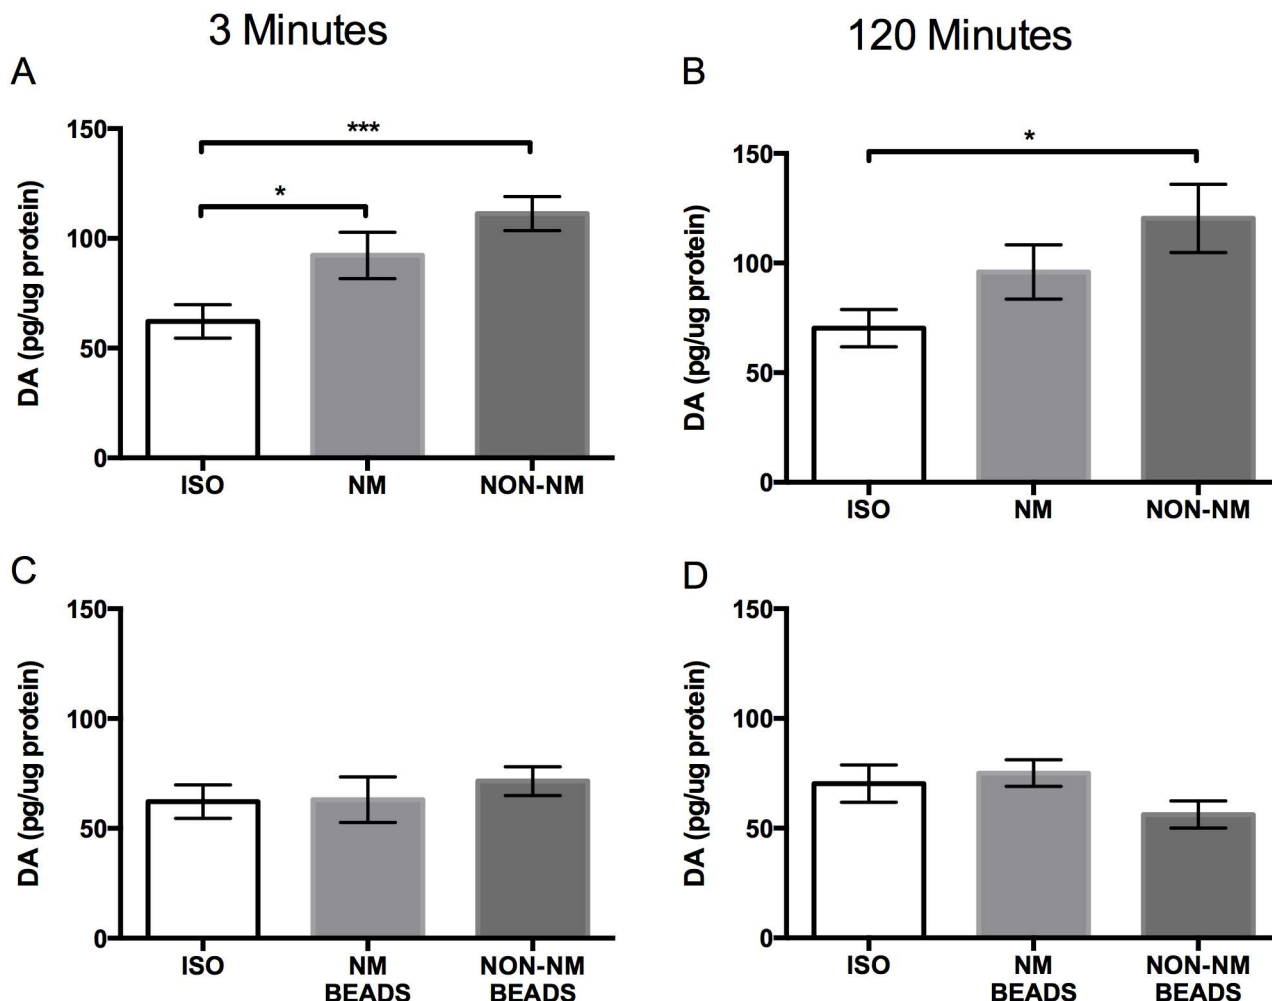 3 Minutes
120 Minutes
A
DA (pg/ug protein)
150
100
50
0
***
*
ISO NM NON-NM
B
DA (pg/ug protein)
150
100
50
0
*
ISO NM NON-NM
C
DA (pg/ug protein)
150
100
50
0
ISO NM NON-NM
BEADS BEADS
D
DA (pg/ug protein)
150
100
50
0
ISO NM NON-NM
BEADS BEADS